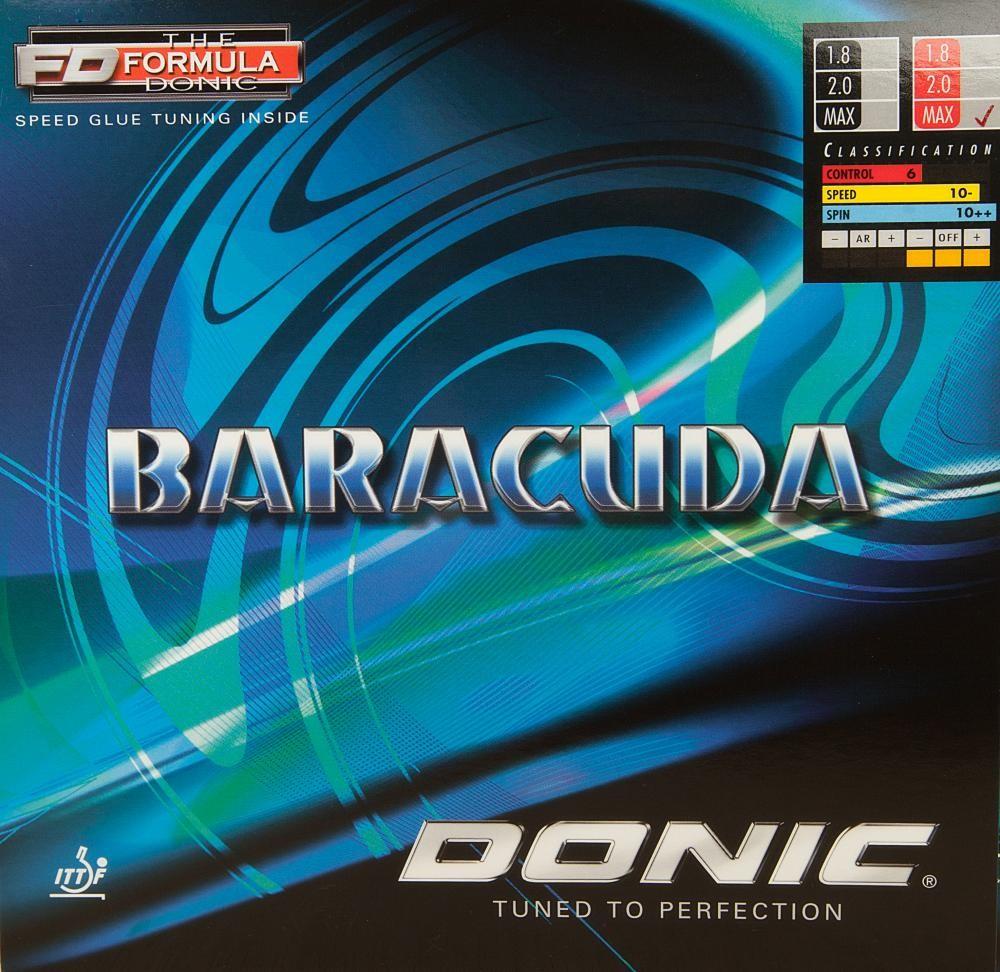 THE
FD FORMULA
DONIC
SPEED GLUE TUNING INSIDE
1.8 1.8
2.0 2.0
MAX MAX ✓
CLASSIFICATION
CONTROL 6
SPEED 10-
SPIN 10++
– AR + – OFF +
BARACUDA
ITTF
DONIC®
TUNED TO PERFECTION